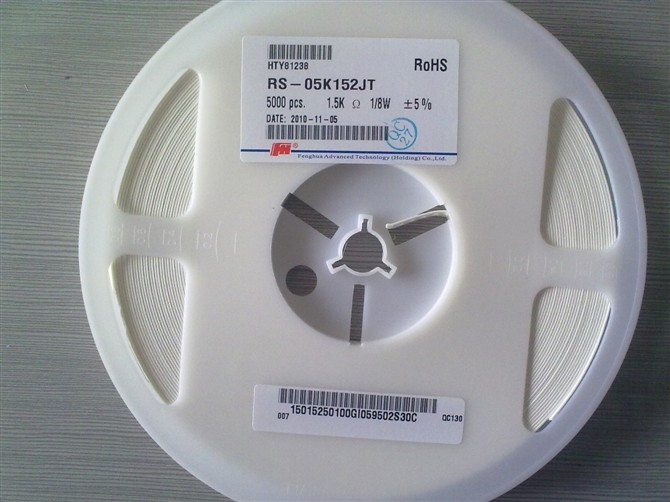 HTY81238
RoHS
RS-05K152JT
5000 pcs. 1.5K Ω 1/8W ±5%
DATE: 2010-11-05
QC
27
FH ®
Fenghua Advanced Technology (Holding) Co.,Ltd.
007 15015250100GI059502S30C QC130